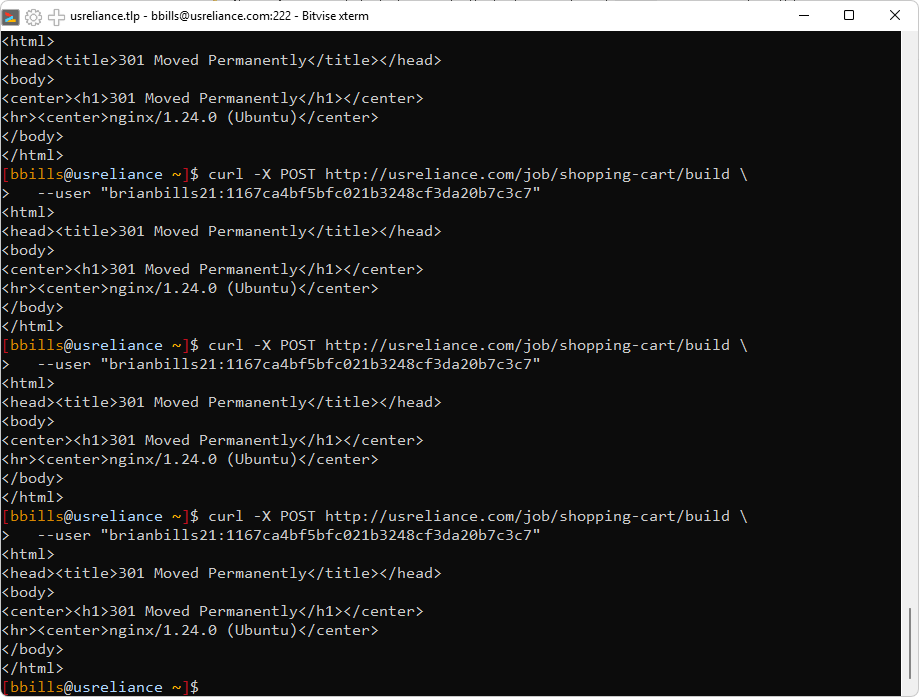 usreliance.tlp - bbills@usreliance.com:222 - Bitvise xterm
<html>
<head><title>301 Moved Permanently</title></head>
<body>
<center><h1>301 Moved Permanently</h1></center>
<hr><center>nginx/1.24.0 (Ubuntu)</center>
</body>
</html>
[bbills@usreliance ~]$ curl -X POST http://usreliance.com/job/shopping-cart/build \
>   --user "brianbills21:1167ca4bf5bfc021b3248cf3da20b7c3c7"
<html>
<head><title>301 Moved Permanently</title></head>
<body>
<center><h1>301 Moved Permanently</h1></center>
<hr><center>nginx/1.24.0 (Ubuntu)</center>
</body>
</html>
[bbills@usreliance ~]$ curl -X POST http://usreliance.com/job/shopping-cart/build \
>   --user "brianbills21:1167ca4bf5bfc021b3248cf3da20b7c3c7"
<html>
<head><title>301 Moved Permanently</title></head>
<body>
<center><h1>301 Moved Permanently</h1></center>
<hr><center>nginx/1.24.0 (Ubuntu)</center>
</body>
</html>
[bbills@usreliance ~]$ curl -X POST http://usreliance.com/job/shopping-cart/build \
>   --user "brianbills21:1167ca4bf5bfc021b3248cf3da20b7c3c7"
<html>
<head><title>301 Moved Permanently</title></head>
<body>
<center><h1>301 Moved Permanently</h1></center>
<hr><center>nginx/1.24.0 (Ubuntu)</center>
</body>
</html>
[bbills@usreliance ~]$